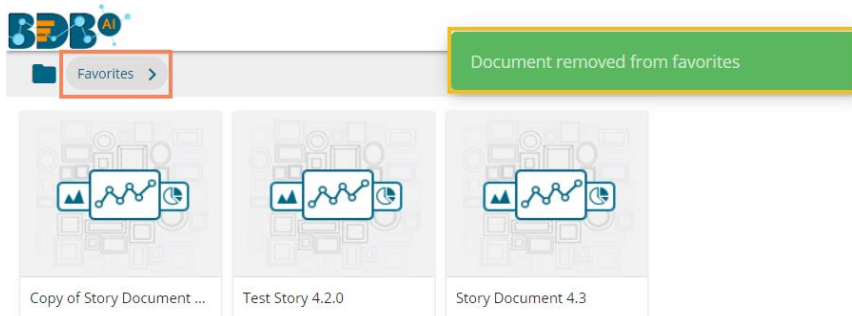 BDB AI
Document removed from favorites
Favorites
Copy of Story Document ...
Test Story 4.2.0
Story Document 4.3